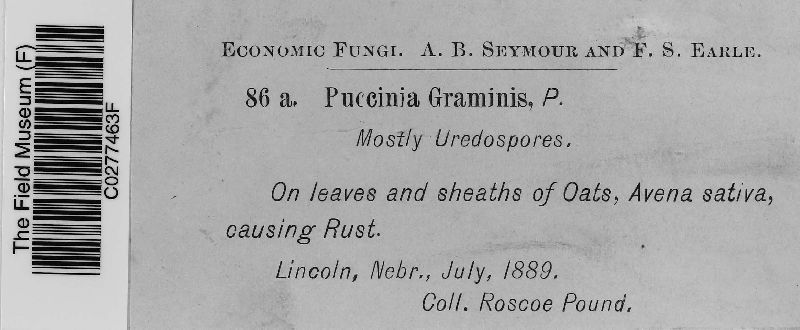 The Field Museum (F)
C0277463F
ECONOMIC FUNGI. A. B. SEYMOUR AND F. S. EARLE.
86 a. Puccinia Graminis, P.
Mostly Uredospores.
On leaves and sheaths of Oats, Avena sativa,
causing Rust.
Lincoln, Nebr., July, 1889.
Coll. Roscoe Pound.